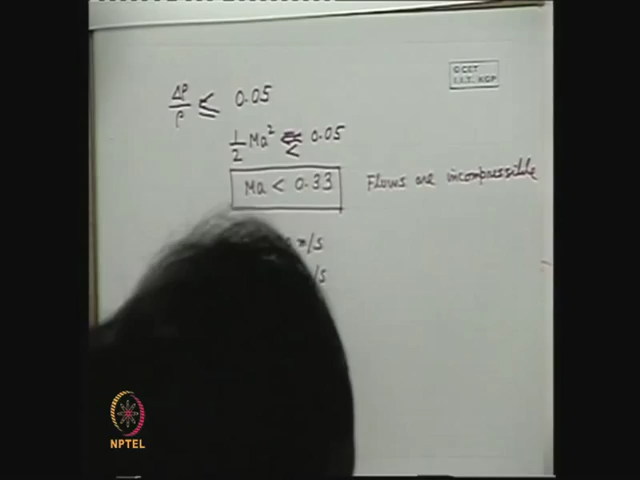 © CET
I.I.T. KGP
Δρ/ρ ≤ 0.05
1/2 Ma² ≤ 0.05
Ma < 0.33 Flows are incompressible
m/s
/s
NPTEL